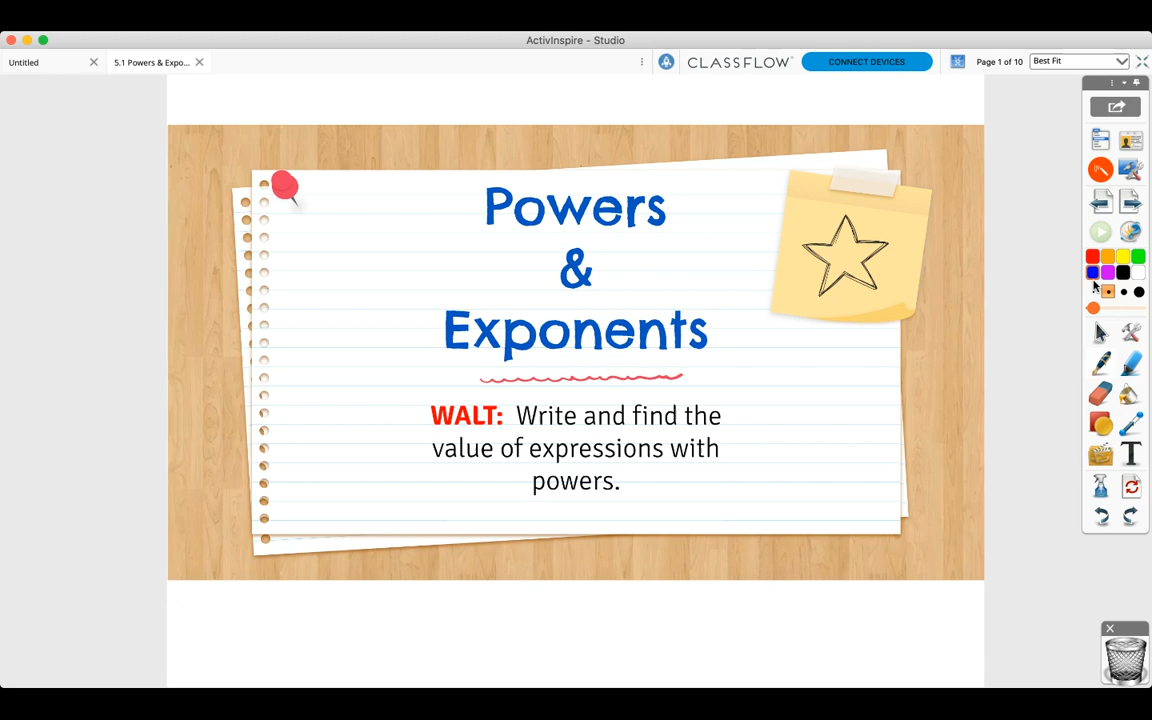 ActivInspire - Studio
Untitled
5.1 Powers & Expo...
CLASSFLOW
CONNECT DEVICES
Page 1 of 10
Best Fit
Powers
&
Exponents
WALT: Write and find the
value of expressions with
powers.
T